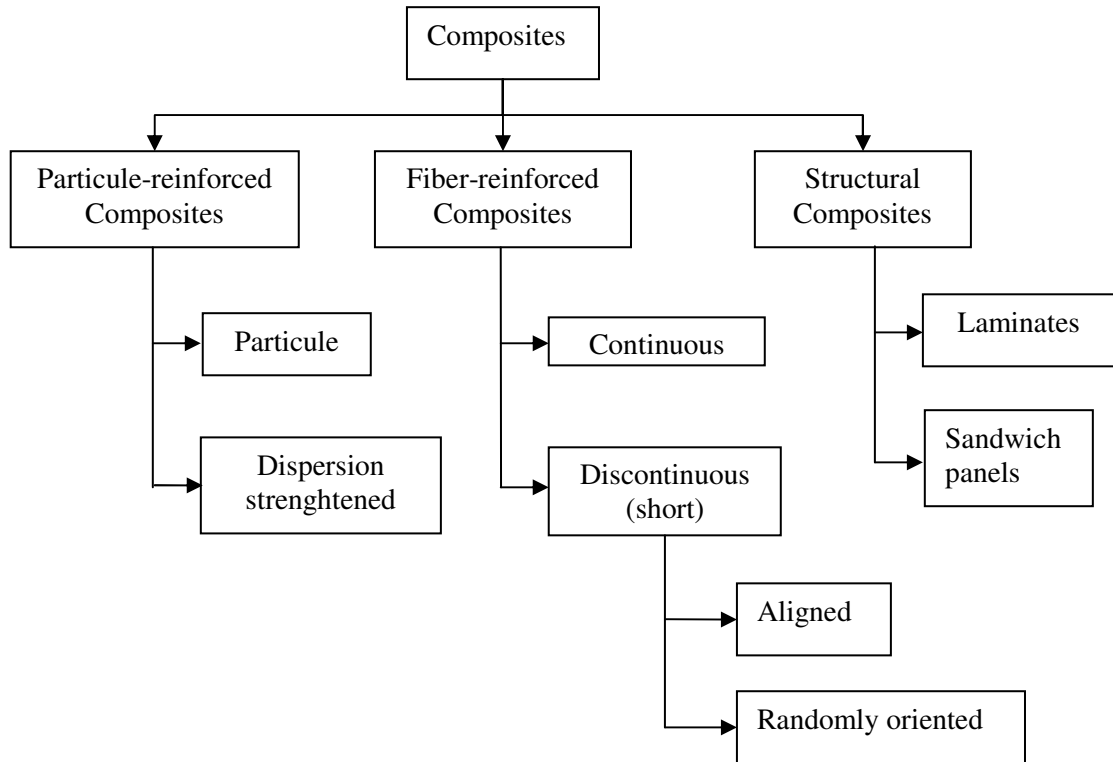 Composites
Particule-reinforced
Composites
Fiber-reinforced
Composites
Structural
Composites
Particule
Continuous
Laminates
Dispersion
strenghtened
Discontinuous
(short)
Sandwich
panels
Aligned
Randomly oriented